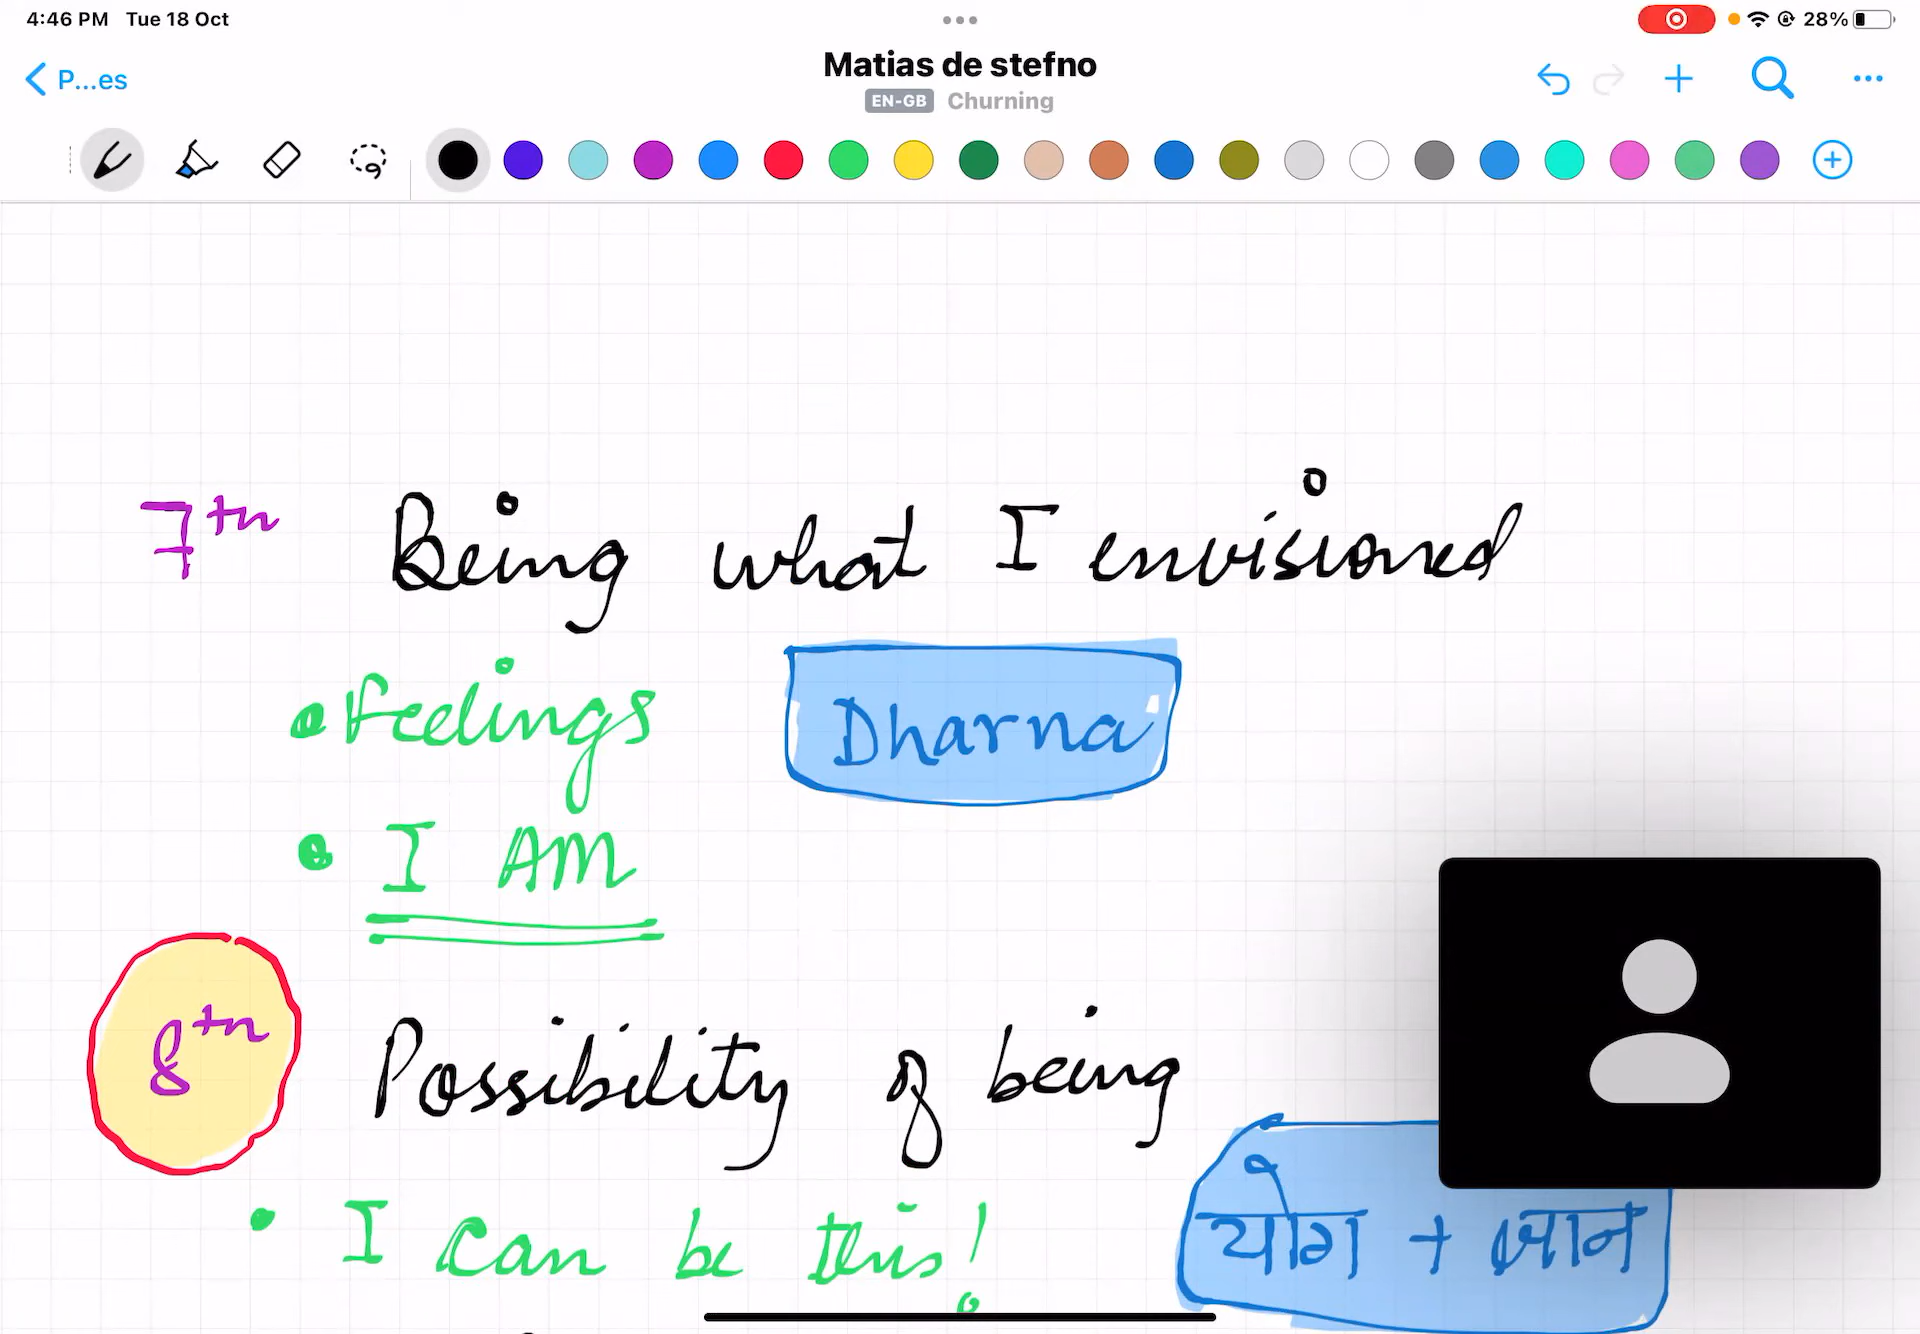 4:46 PM Tue 18 Oct
28%
P...es
Matias de stefno
EN-GB Churning
7th Being what I envisioned
Feelings
Dharna
I AM
8th Possibility of being
I can be this!
योग + ज्ञान